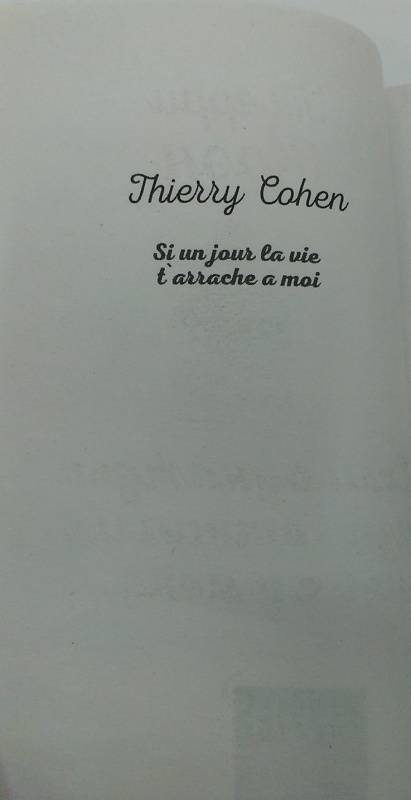 Thierry Cohen
Si un jour la vie
t`arrache a moi